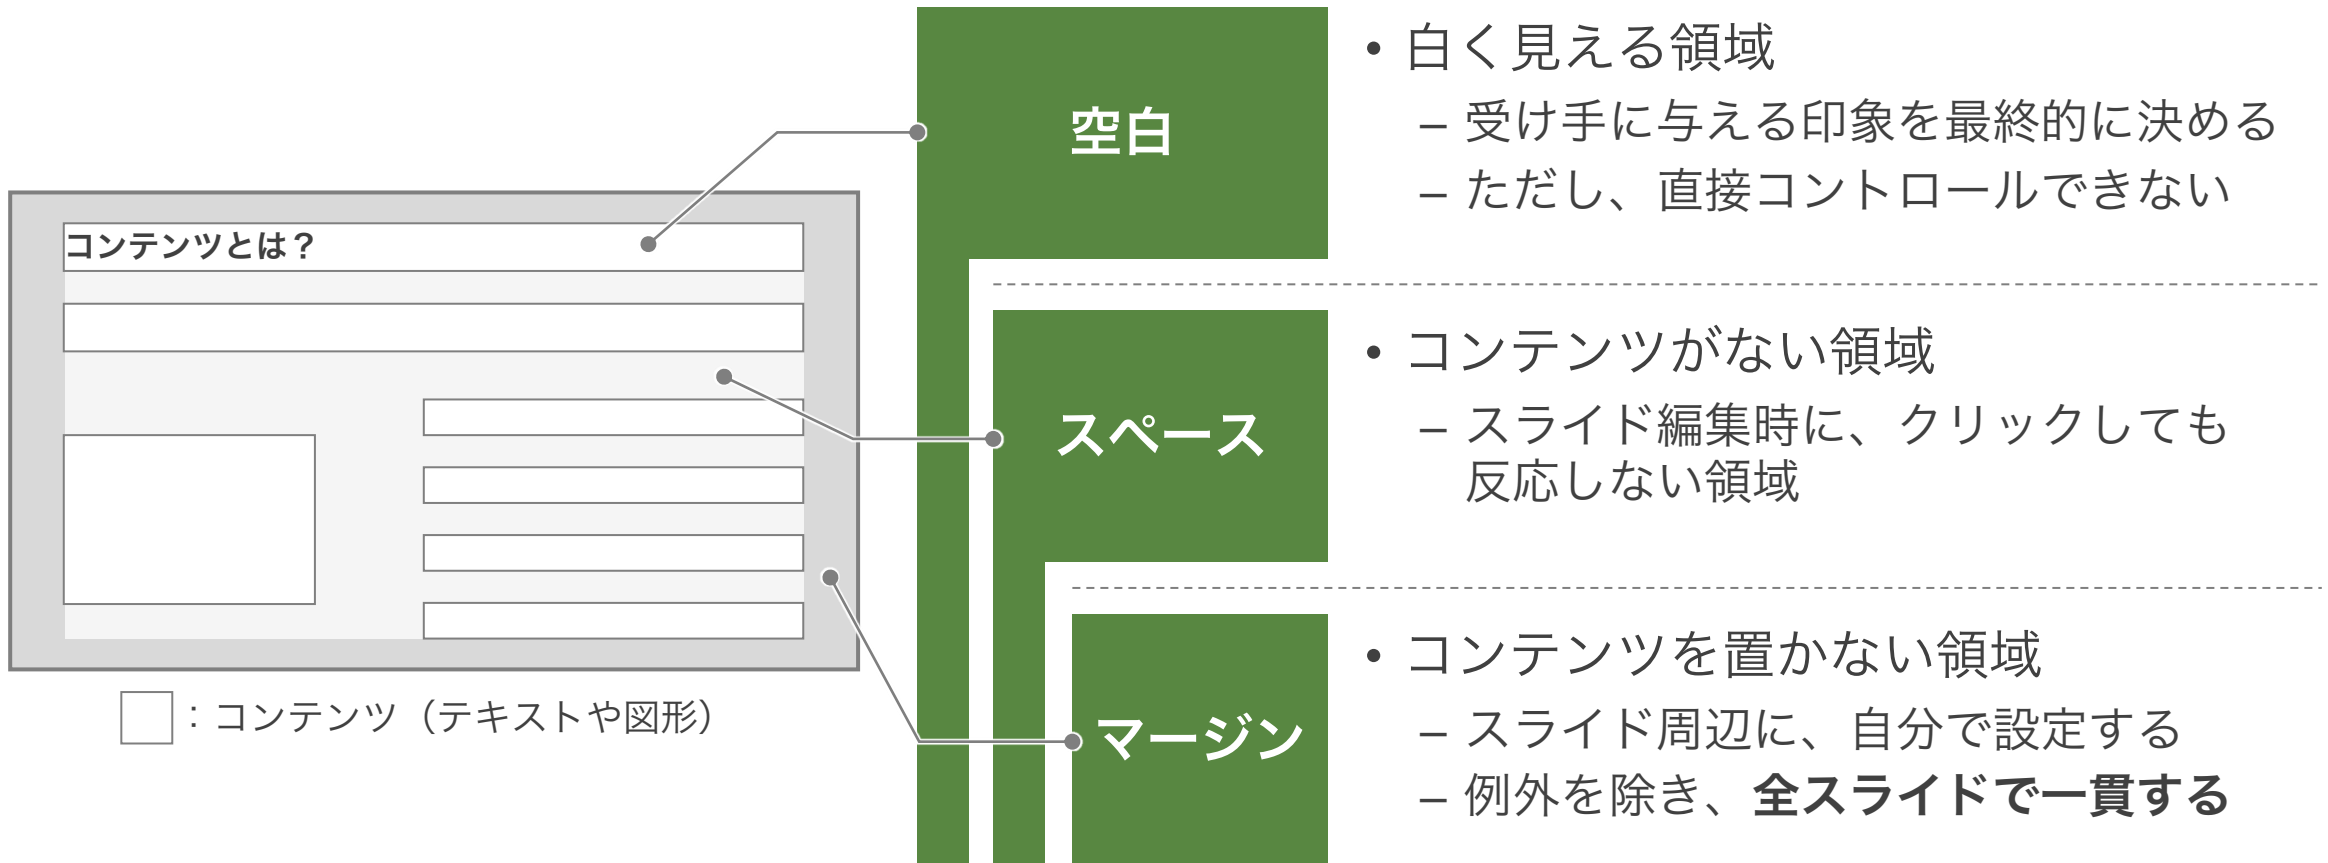 コンテンツとは？
：コンテンツ（テキストや図形）
空白
• 白く見える領域
– 受け手に与える印象を最終的に決める
– ただし、直接コントロールできない
スペース
• コンテンツがない領域
– スライド編集時に、クリックしても
反応しない領域
マージン
• コンテンツを置かない領域
– スライド周辺に、自分で設定する
– 例外を除き、全スライドで一貫する